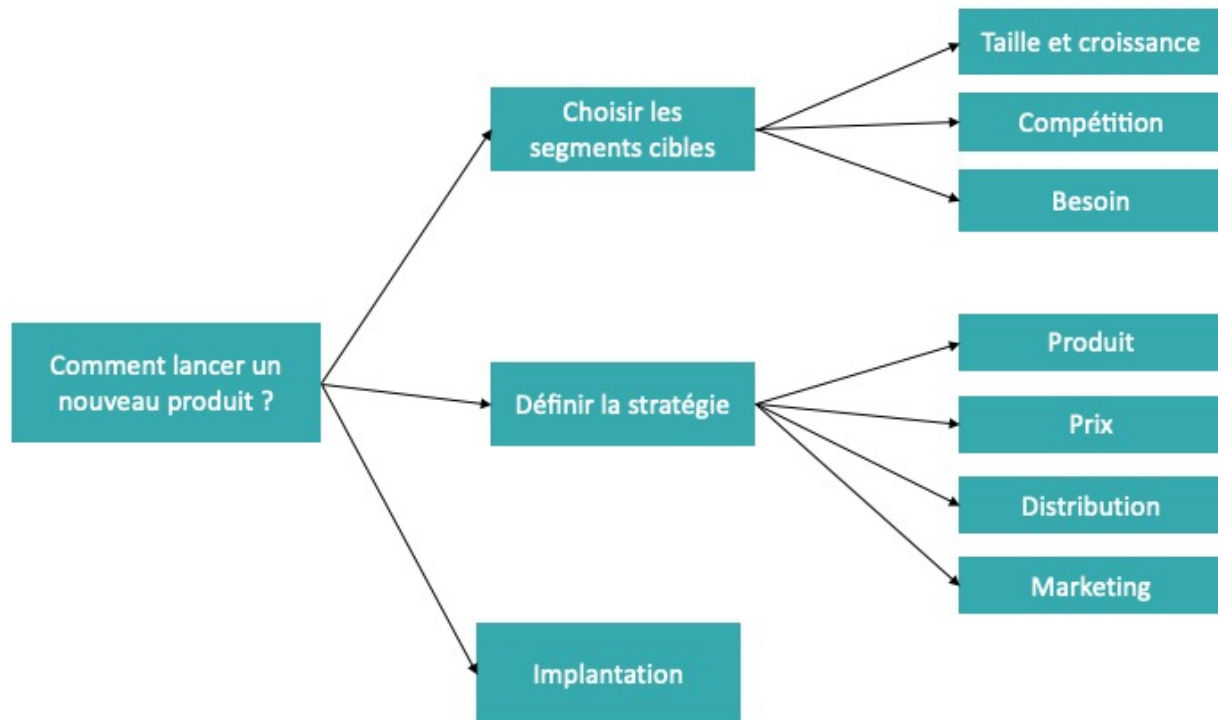 Comment lancer un
nouveau produit ?
Choisir les
segments cibles
Taille et croissance
Compétition
Besoin
Définir la stratégie
Produit
Prix
Distribution
Marketing
Implantation